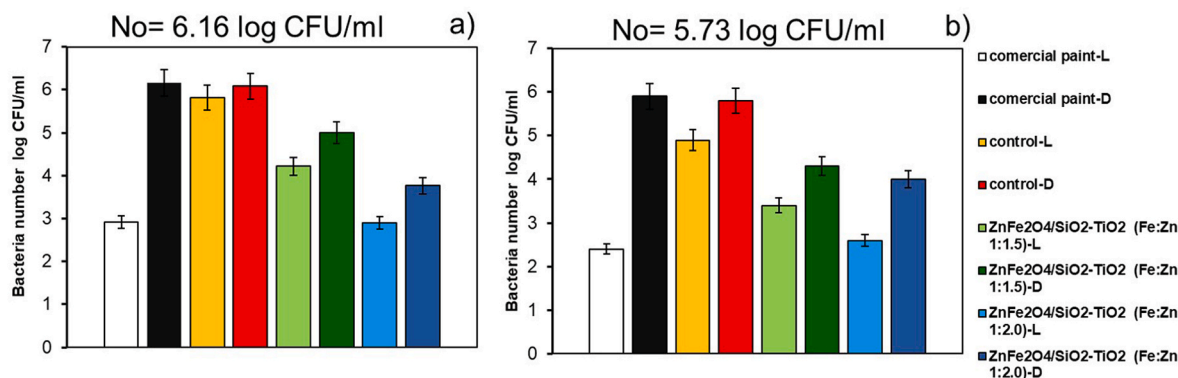 No= 6.16 log CFU/ml
a)
Bacteria number log CFU/ml
7
6
5
4
3
2
1
0
No= 5.73 log CFU/ml
b)
Bacteria number log CFU/ml
7
6
5
4
3
2
1
0
comercial paint-L
comercial paint-D
control-L
control-D
ZnFe2O4/SiO2-TiO2 (Fe:Zn
1:1.5)-L
ZnFe2O4/SiO2-TiO2 (Fe:Zn
1:1.5)-D
ZnFe2O4/SiO2-TiO2 (Fe:Zn
1:2.0)-L
ZnFe2O4/SiO2-TiO2 (Fe:Zn
1:2.0)-D